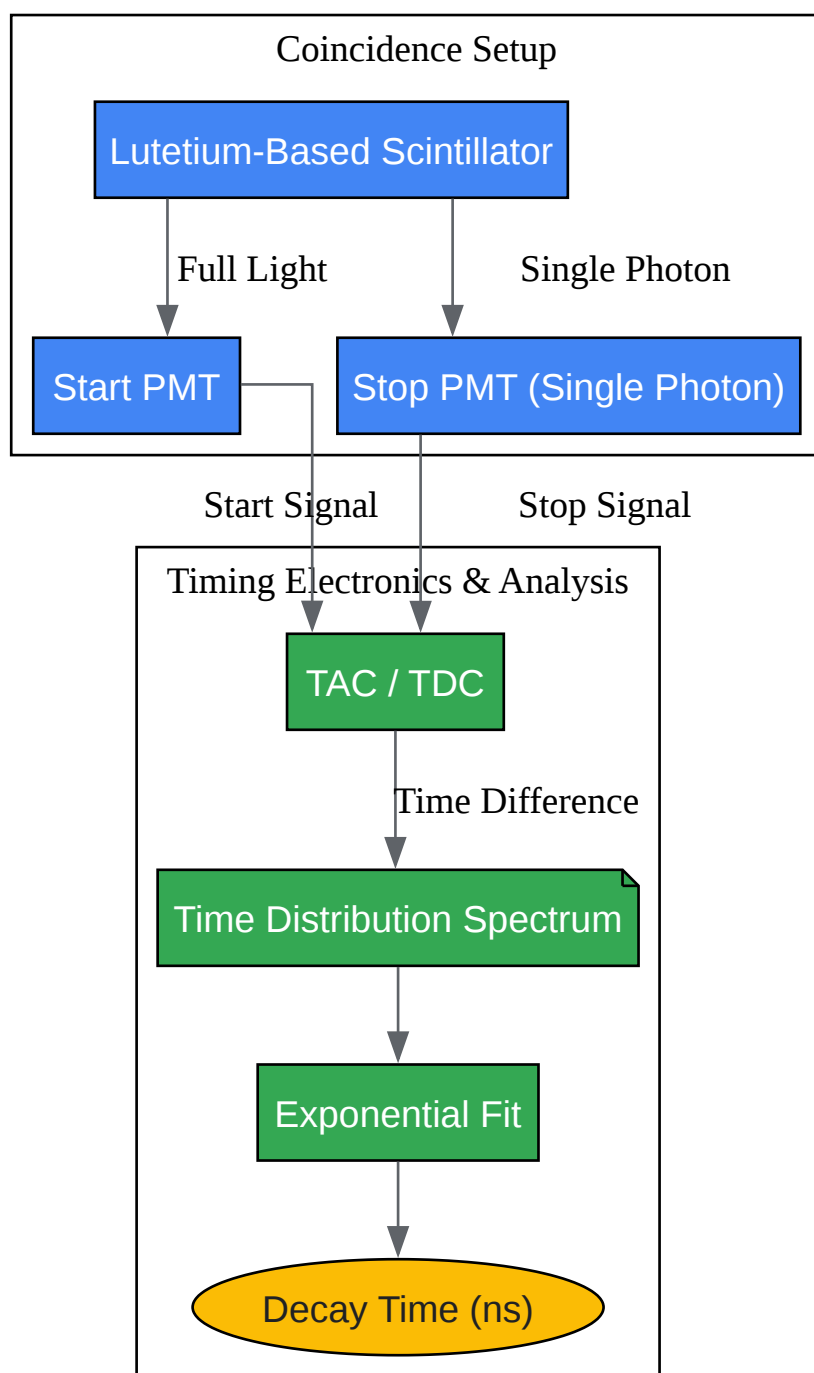 Coincidence Setup
Lutetium-Based Scintillator
Full Light
Single Photon
Start PMT
Stop PMT (Single Photon)
Start Signal
Stop Signal
Timing Electronics & Analysis
TAC / TDC
Time Difference
Time Distribution Spectrum
Exponential Fit
Decay Time (ns)